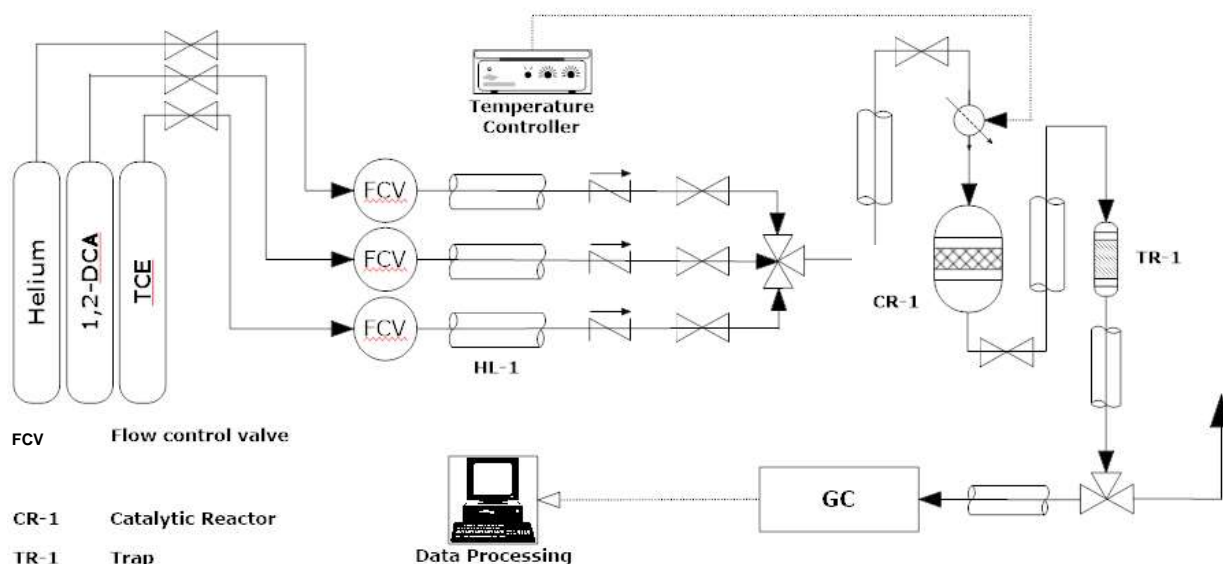 Temperature
Controller
Helium
1,2-DCA
TCE
FCV
FCV
FCV
HL-1
CR-1
TR-1
FCV Flow control valve
CR-1 Catalytic Reactor
TR-1 Trap
Data Processing
GC